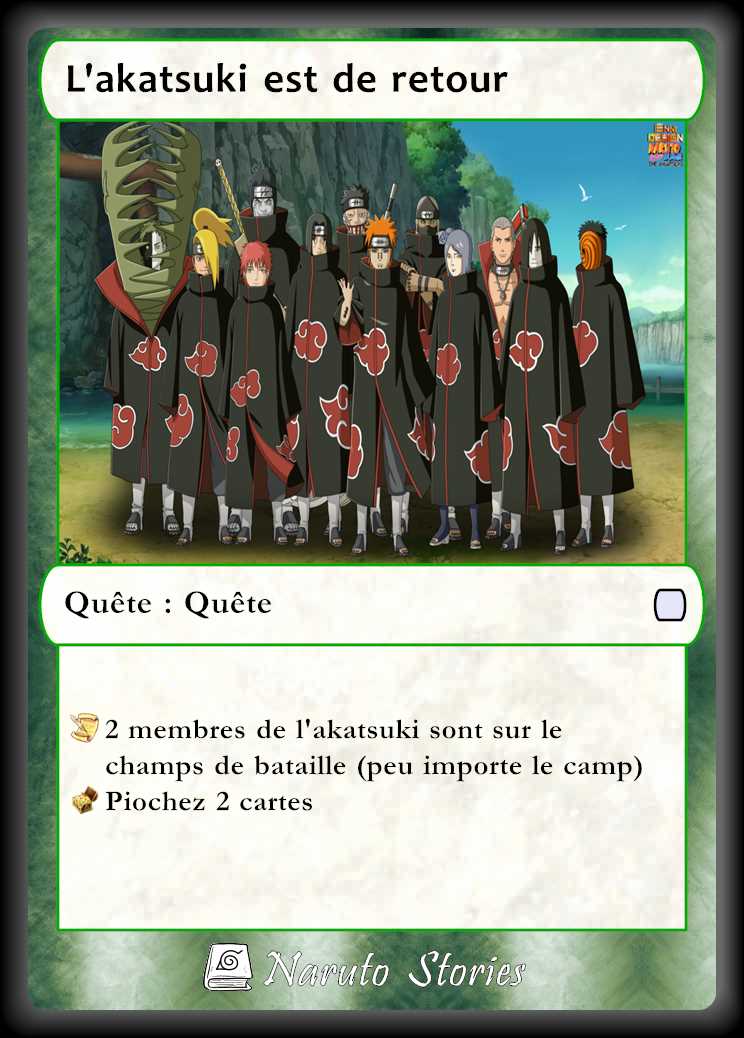 L'akatsuki est de retour
Quête : Quête
2 membres de l'akatsuki sont sur le
champs de bataille (peu importe le camp)
Piochez 2 cartes
Naruto Stories